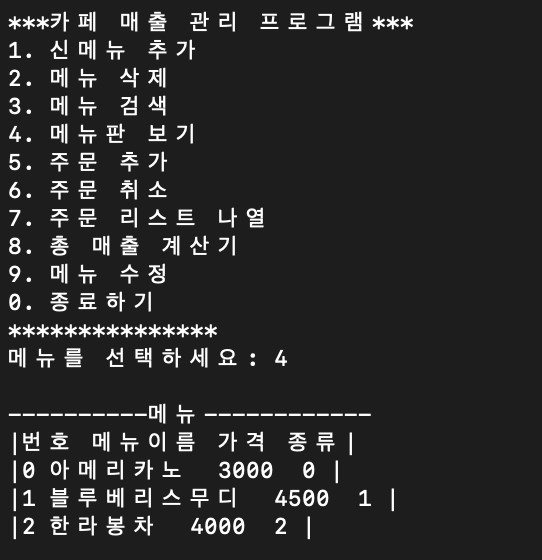 ***카페 매출 관리 프로그램***
1. 신메뉴 추가
2. 메뉴 삭제
3. 메뉴 검색
4. 메뉴판 보기
5. 주문 추가
6. 주문 취소
7. 주문 리스트 나열
8. 총 매출 계산기
9. 메뉴 수정
0. 종료하기
***************
메뉴를 선택하세요: 4
----------메뉴------------
|번호 메뉴이름 가격 종류|
|0 아메리카노  3000  0 |
|1 블루베리스무디  4500  1 |
|2 한라봉차  4000  2 |